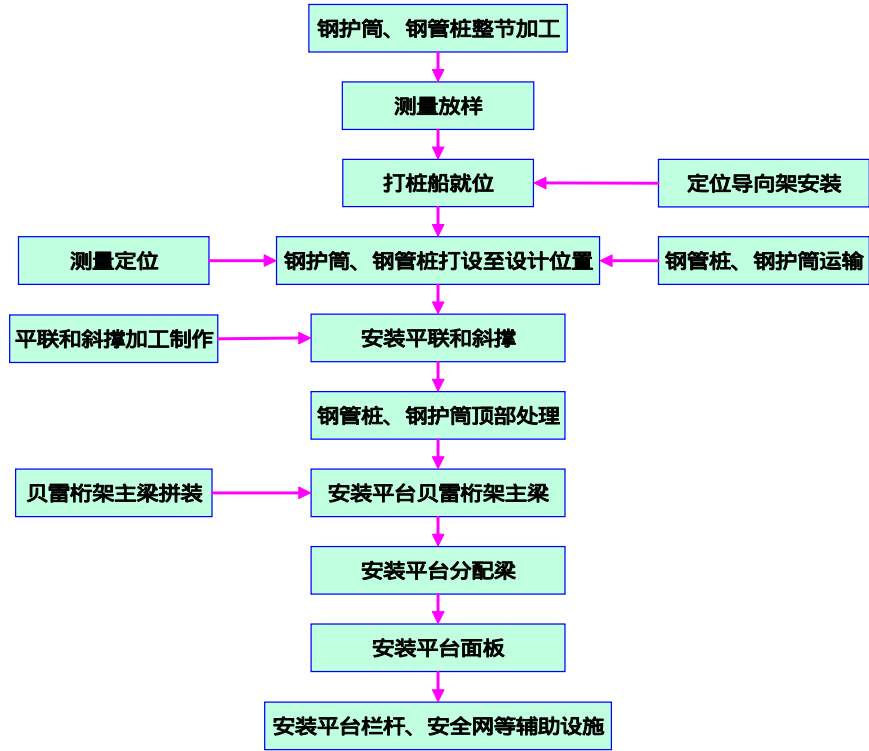 钢护筒、钢管桩整节加工
测量放样
打桩船就位
定位导向架安装
测量定位
钢护筒、钢管桩打设至设计位置
钢管桩、钢护筒运输
平联和斜撑加工制作
安装平联和斜撑
钢管桩、钢护筒顶部处理
贝雷桁架主梁拼装
安装平台贝雷桁架主梁
安装平台分配梁
安装平台面板
安装平台栏杆、安全网等辅助设施